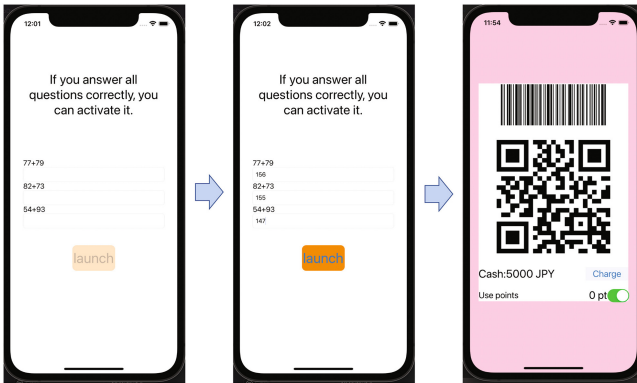 12:01
If you answer all
questions correctly, you
can activate it.
77+79
82+73
54+93
launch
12:02
If you answer all
questions correctly, you
can activate it.
77+79
156
82+73
155
54+93
147
launch
11:54
Cash:5000 JPY
Charge
Use points
0 pt